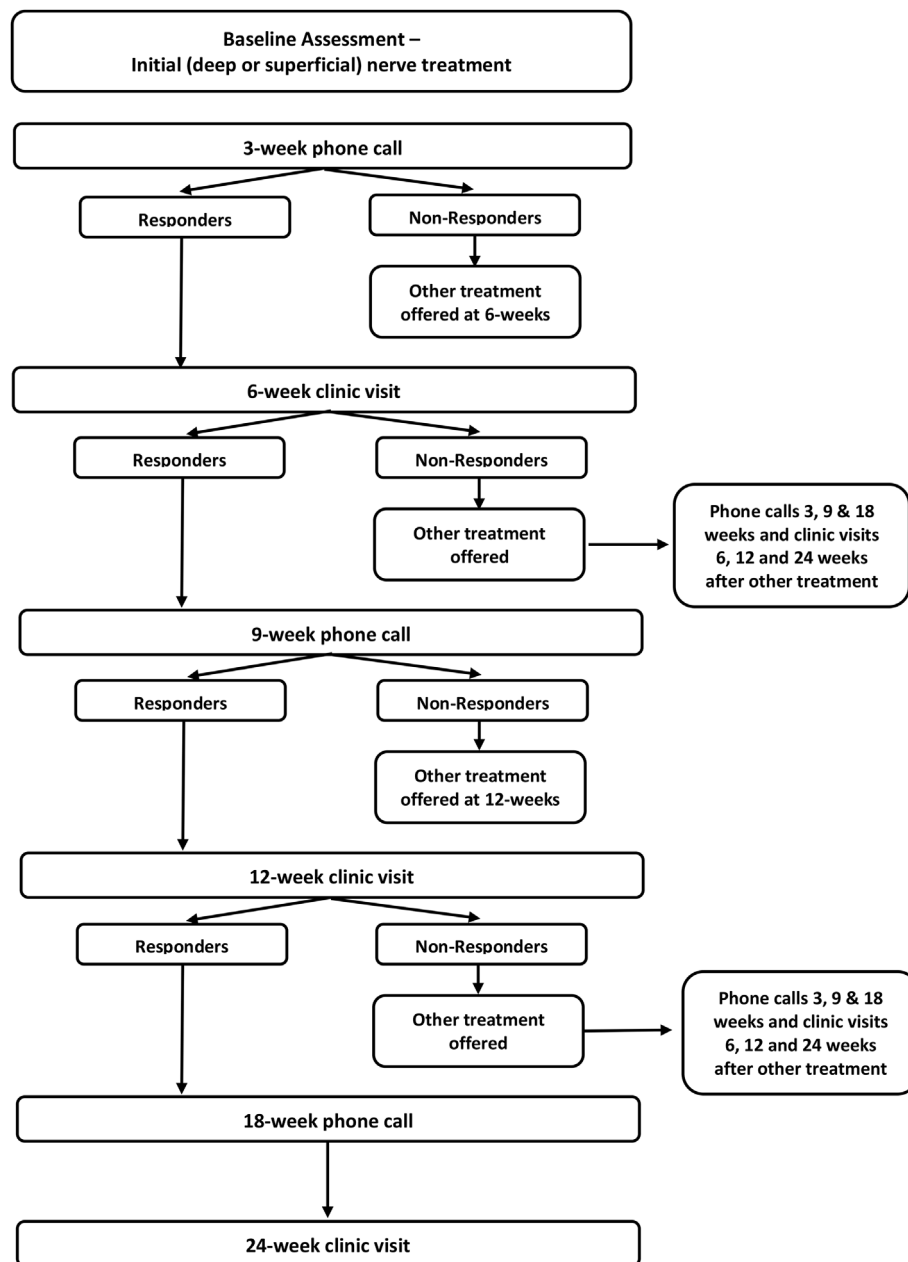 Baseline Assessment –
Initial (deep or superficial) nerve treatment
3-week phone call
Responders
Non-Responders
Other treatment
offered at 6-weeks
6-week clinic visit
Responders
Non-Responders
Other treatment
offered
Phone calls 3, 9 & 18
weeks and clinic visits
6, 12 and 24 weeks
after other treatment
9-week phone call
Responders
Non-Responders
Other treatment
offered at 12-weeks
12-week clinic visit
Responders
Non-Responders
Other treatment
offered
Phone calls 3, 9 & 18
weeks and clinic visits
6, 12 and 24 weeks
after other treatment
18-week phone call
24-week clinic visit